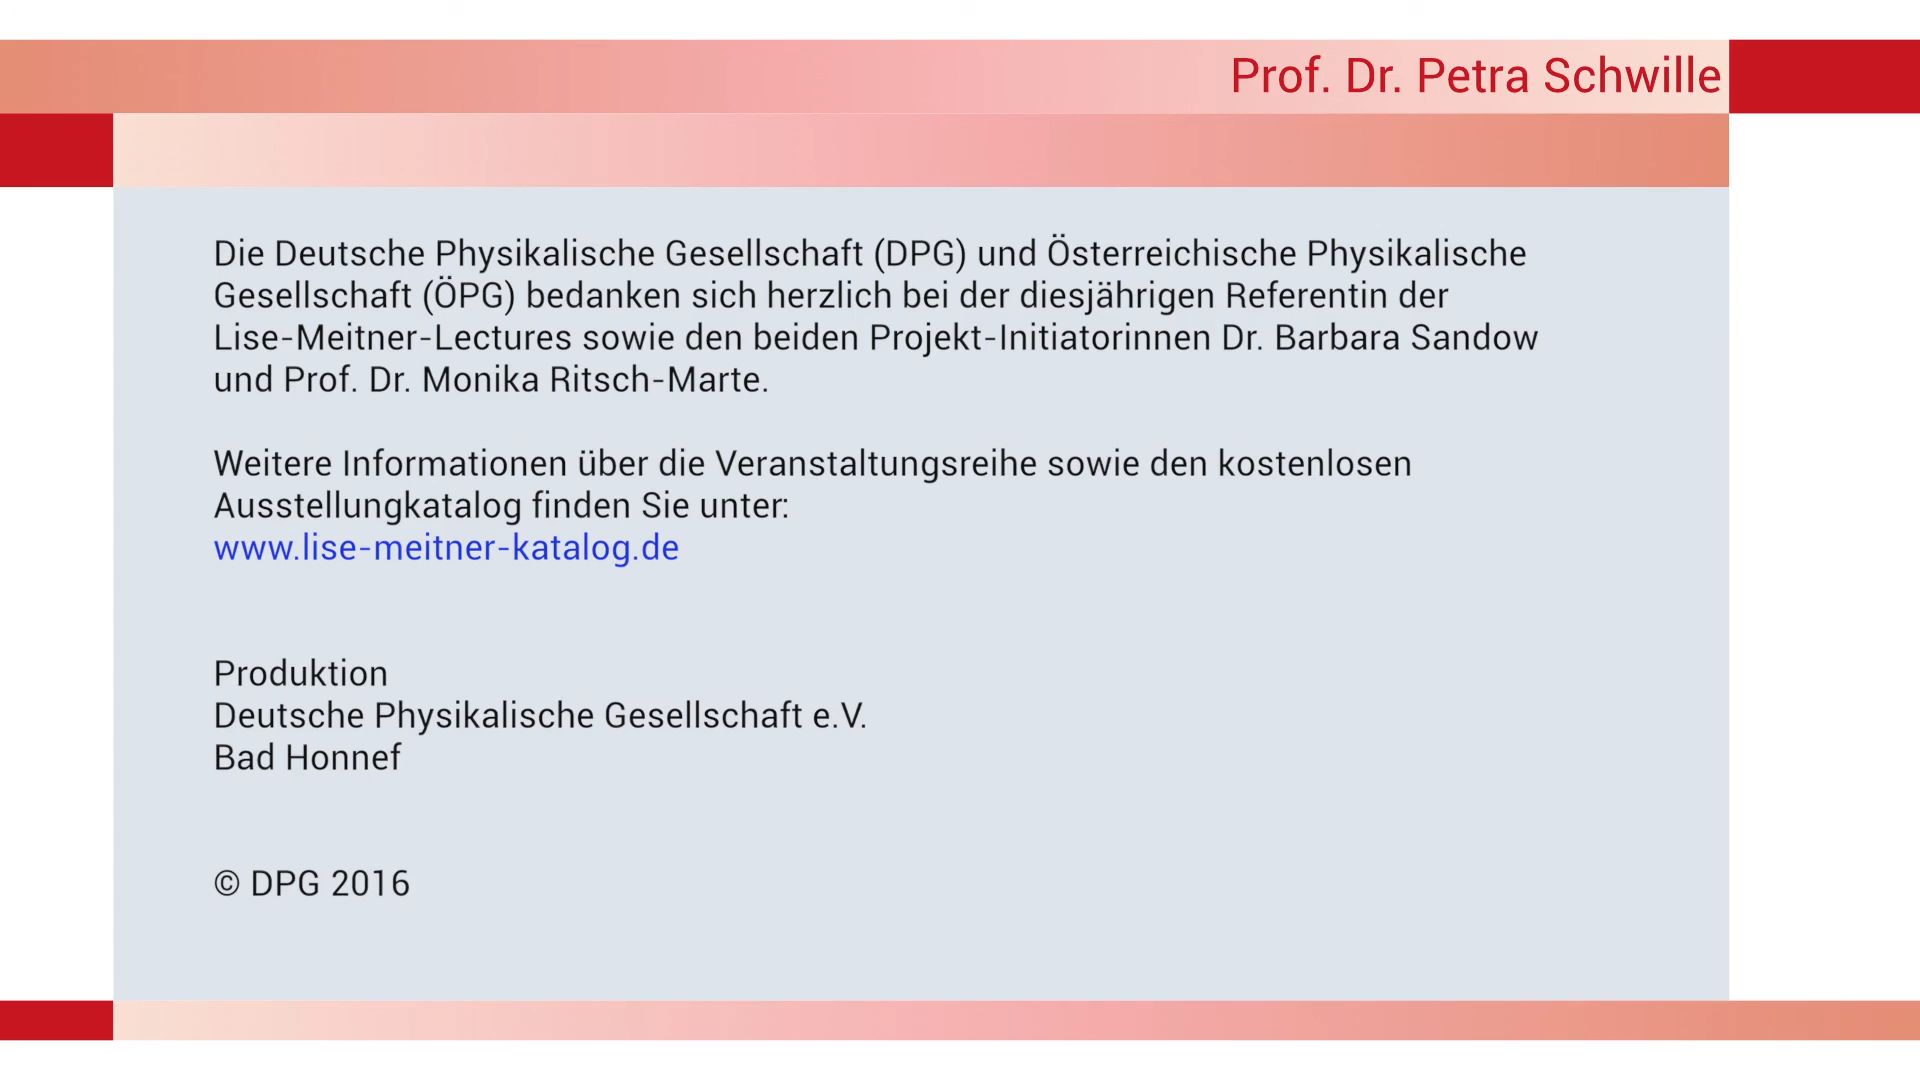 Prof. Dr. Petra Schwille
Die Deutsche Physikalische Gesellschaft (DPG) und Österreichische Physikalische
Gesellschaft (ÖPG) bedanken sich herzlich bei der diesjährigen Referentin der
Lise-Meitner-Lectures sowie den beiden Projekt-Initiatorinnen Dr. Barbara Sandow
und Prof. Dr. Monika Ritsch-Marte.
Weitere Informationen über die Veranstaltungsreihe sowie den kostenlosen
Ausstellungkatalog finden Sie unter:
www.lise-meitner-katalog.de
Produktion
Deutsche Physikalische Gesellschaft e.V.
Bad Honnef
© DPG 2016